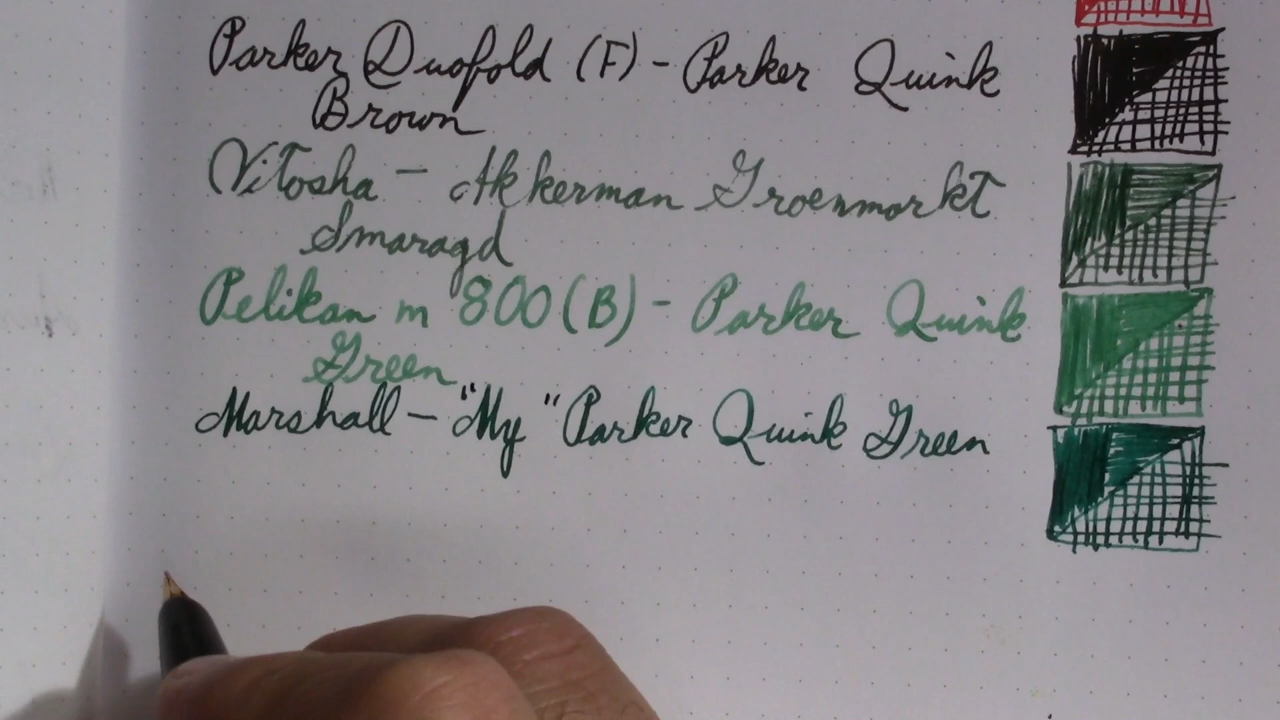 Parker Duofold (F) - Parker Quink
Brown
Vitosha - Akkerman Groenmarkt
Smaragd
Pelikan m 800 (B) - Parker Quink
Green
Marshall - "My" Parker Quink Green